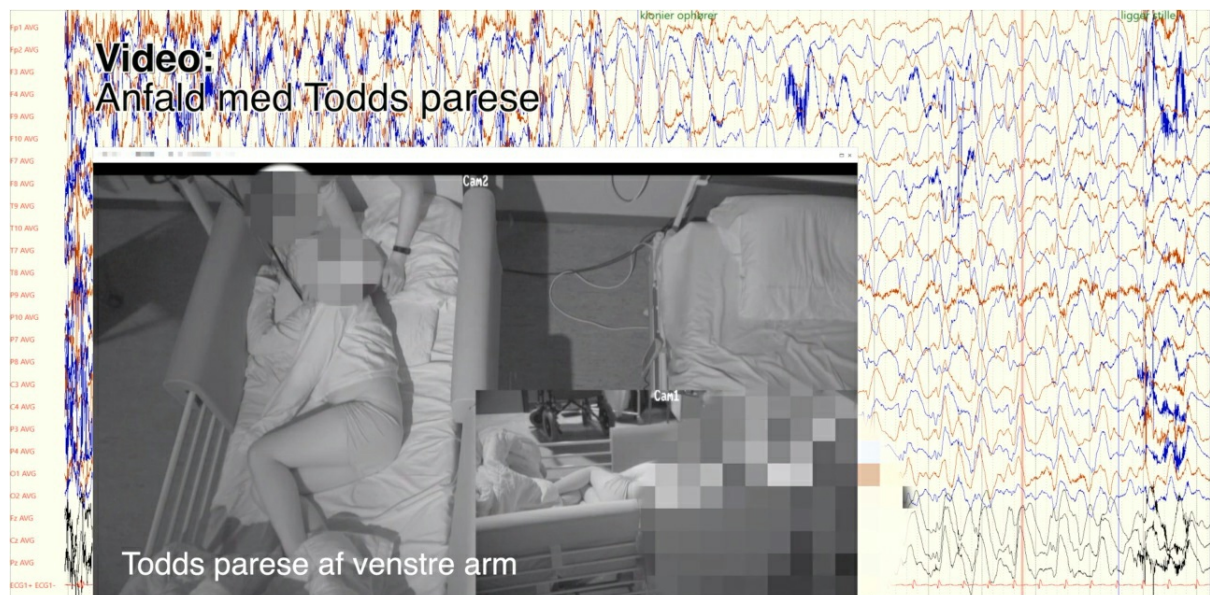 klonier ophører
ligger stille
Video:
Anfald med Todds parese
Fp1 AVG
Fp2 AVG
F3 AVG
F4 AVG
F9 AVG
F10 AVG
F7 AVG
F8 AVG
T9 AVG
T10 AVG
T7 AVG
T8 AVG
P9 AVG
P10 AVG
P7 AVG
P8 AVG
C3 AVG
C4 AVG
P3 AVG
P4 AVG
O1 AVG
O2 AVG
Fz AVG
Cz AVG
Pz AVG
ECG1+ ECG1-
Cam2
Cam1
Todds parese af venstre arm